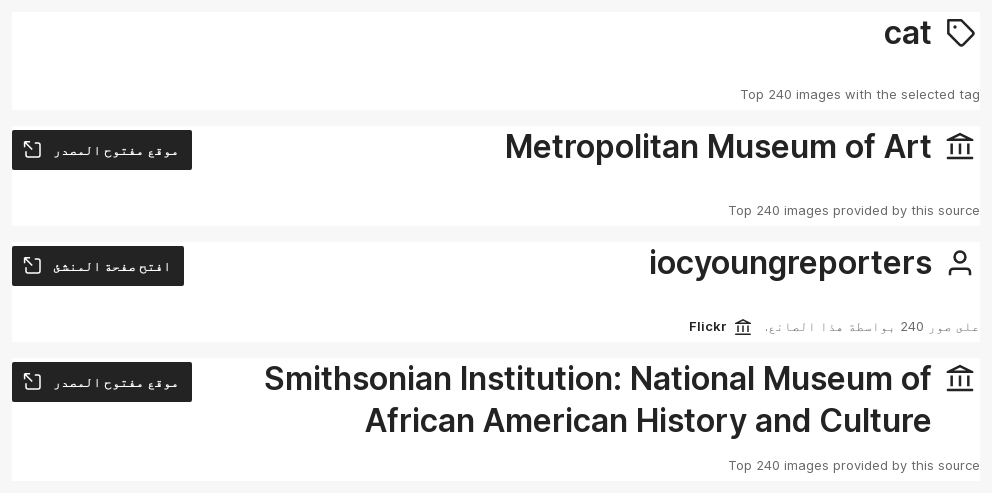 cat
Top 240 images with the selected tag
Metropolitan Museum of Art
موقع مفتوح المصدر
Top 240 images provided by this source
iocyoungreporters
افتح صفحة المنشئ
على صور 240 بواسطة هذا الصانع.
Flickr
Smithsonian Institution: National Museum of
African American History and Culture
موقع مفتوح المصدر
Top 240 images provided by this source